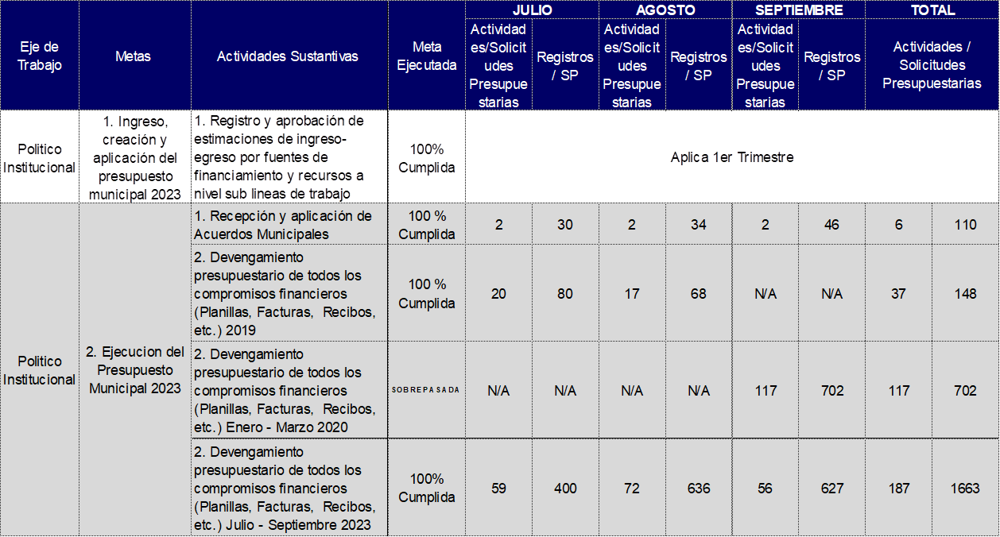 JULIO AGOSTO SEPTIEMBRE TOTAL
Eje de
Trabajo
Metas
Actividades Sustantivas
Meta
Ejecutada
Actividad
es/Solicit
udes
Presupue
starias
Registros
/ SP
Actividad
es/Solicit
udes
Presupue
starias
Registros
/ SP
Actividad
es/Solicit
udes
Presupue
starias
Registros
/ SP
Actividades /
Solicitudes
Presupuestarias
Politico
Institucional
1. Ingreso,
creación y
aplicación del
presupuesto
municipal 2023
1. Registro y aprobación de
estimaciones de ingreso-
egreso por fuentes de
financiamiento y recursos a
nivel sub lineas de trabajo
100%
Cumplida
Aplica 1er Trimestre
Politico
Institucional
2. Ejecucion del
Presupuesto
Municipal 2023
1. Recepción y aplicación de
Acuerdos Municipales
100 %
Cumplida
2 30 2 34 2 46 6 110
2. Devengamiento
presupuestario de todos los
compromisos financieros
(Planillas, Facturas, Recibos,
etc.) 2019
100 %
Cumplida
20 80 17 68 N/A N/A 37 148
2. Devengamiento
presupuestario de todos los
compromisos financieros
(Planillas, Facturas, Recibos,
etc.) Enero - Marzo 2020
SOBREPASADA
N/A N/A N/A N/A 117 702 117 702
2. Devengamiento
presupuestario de todos los
compromisos financieros
(Planillas, Facturas, Recibos,
etc.) Julio - Septiembre 2023
100%
Cumplida
59 400 72 636 56 627 187 1663